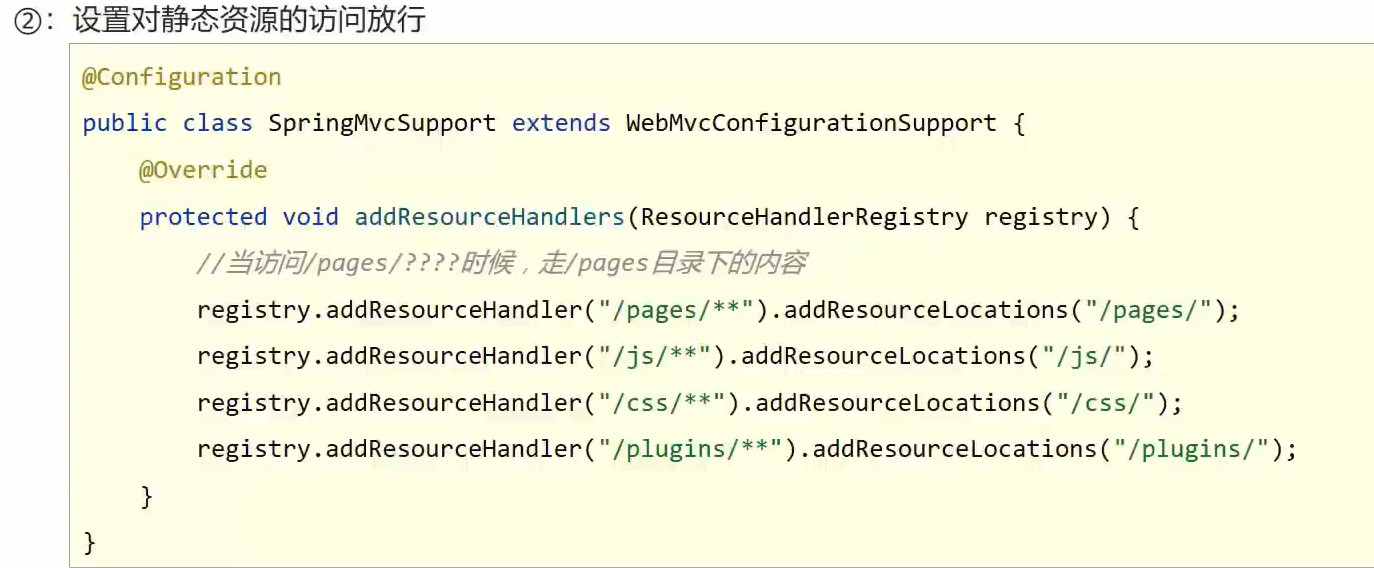 ②：设置对静态资源的访问放行
@Configuration
public class SpringMvcSupport extends WebMvcConfigurationSupport {
    @Override
    protected void addResourceHandlers(ResourceHandlerRegistry registry) {
        //当访问/pages/????时候，走/pages目录下的内容
        registry.addResourceHandler("/pages/**").addResourceLocations("/pages/");
        registry.addResourceHandler("/js/**").addResourceLocations("/js/");
        registry.addResourceHandler("/css/**").addResourceLocations("/css/");
        registry.addResourceHandler("/plugins/**").addResourceLocations("/plugins/");
    }
}